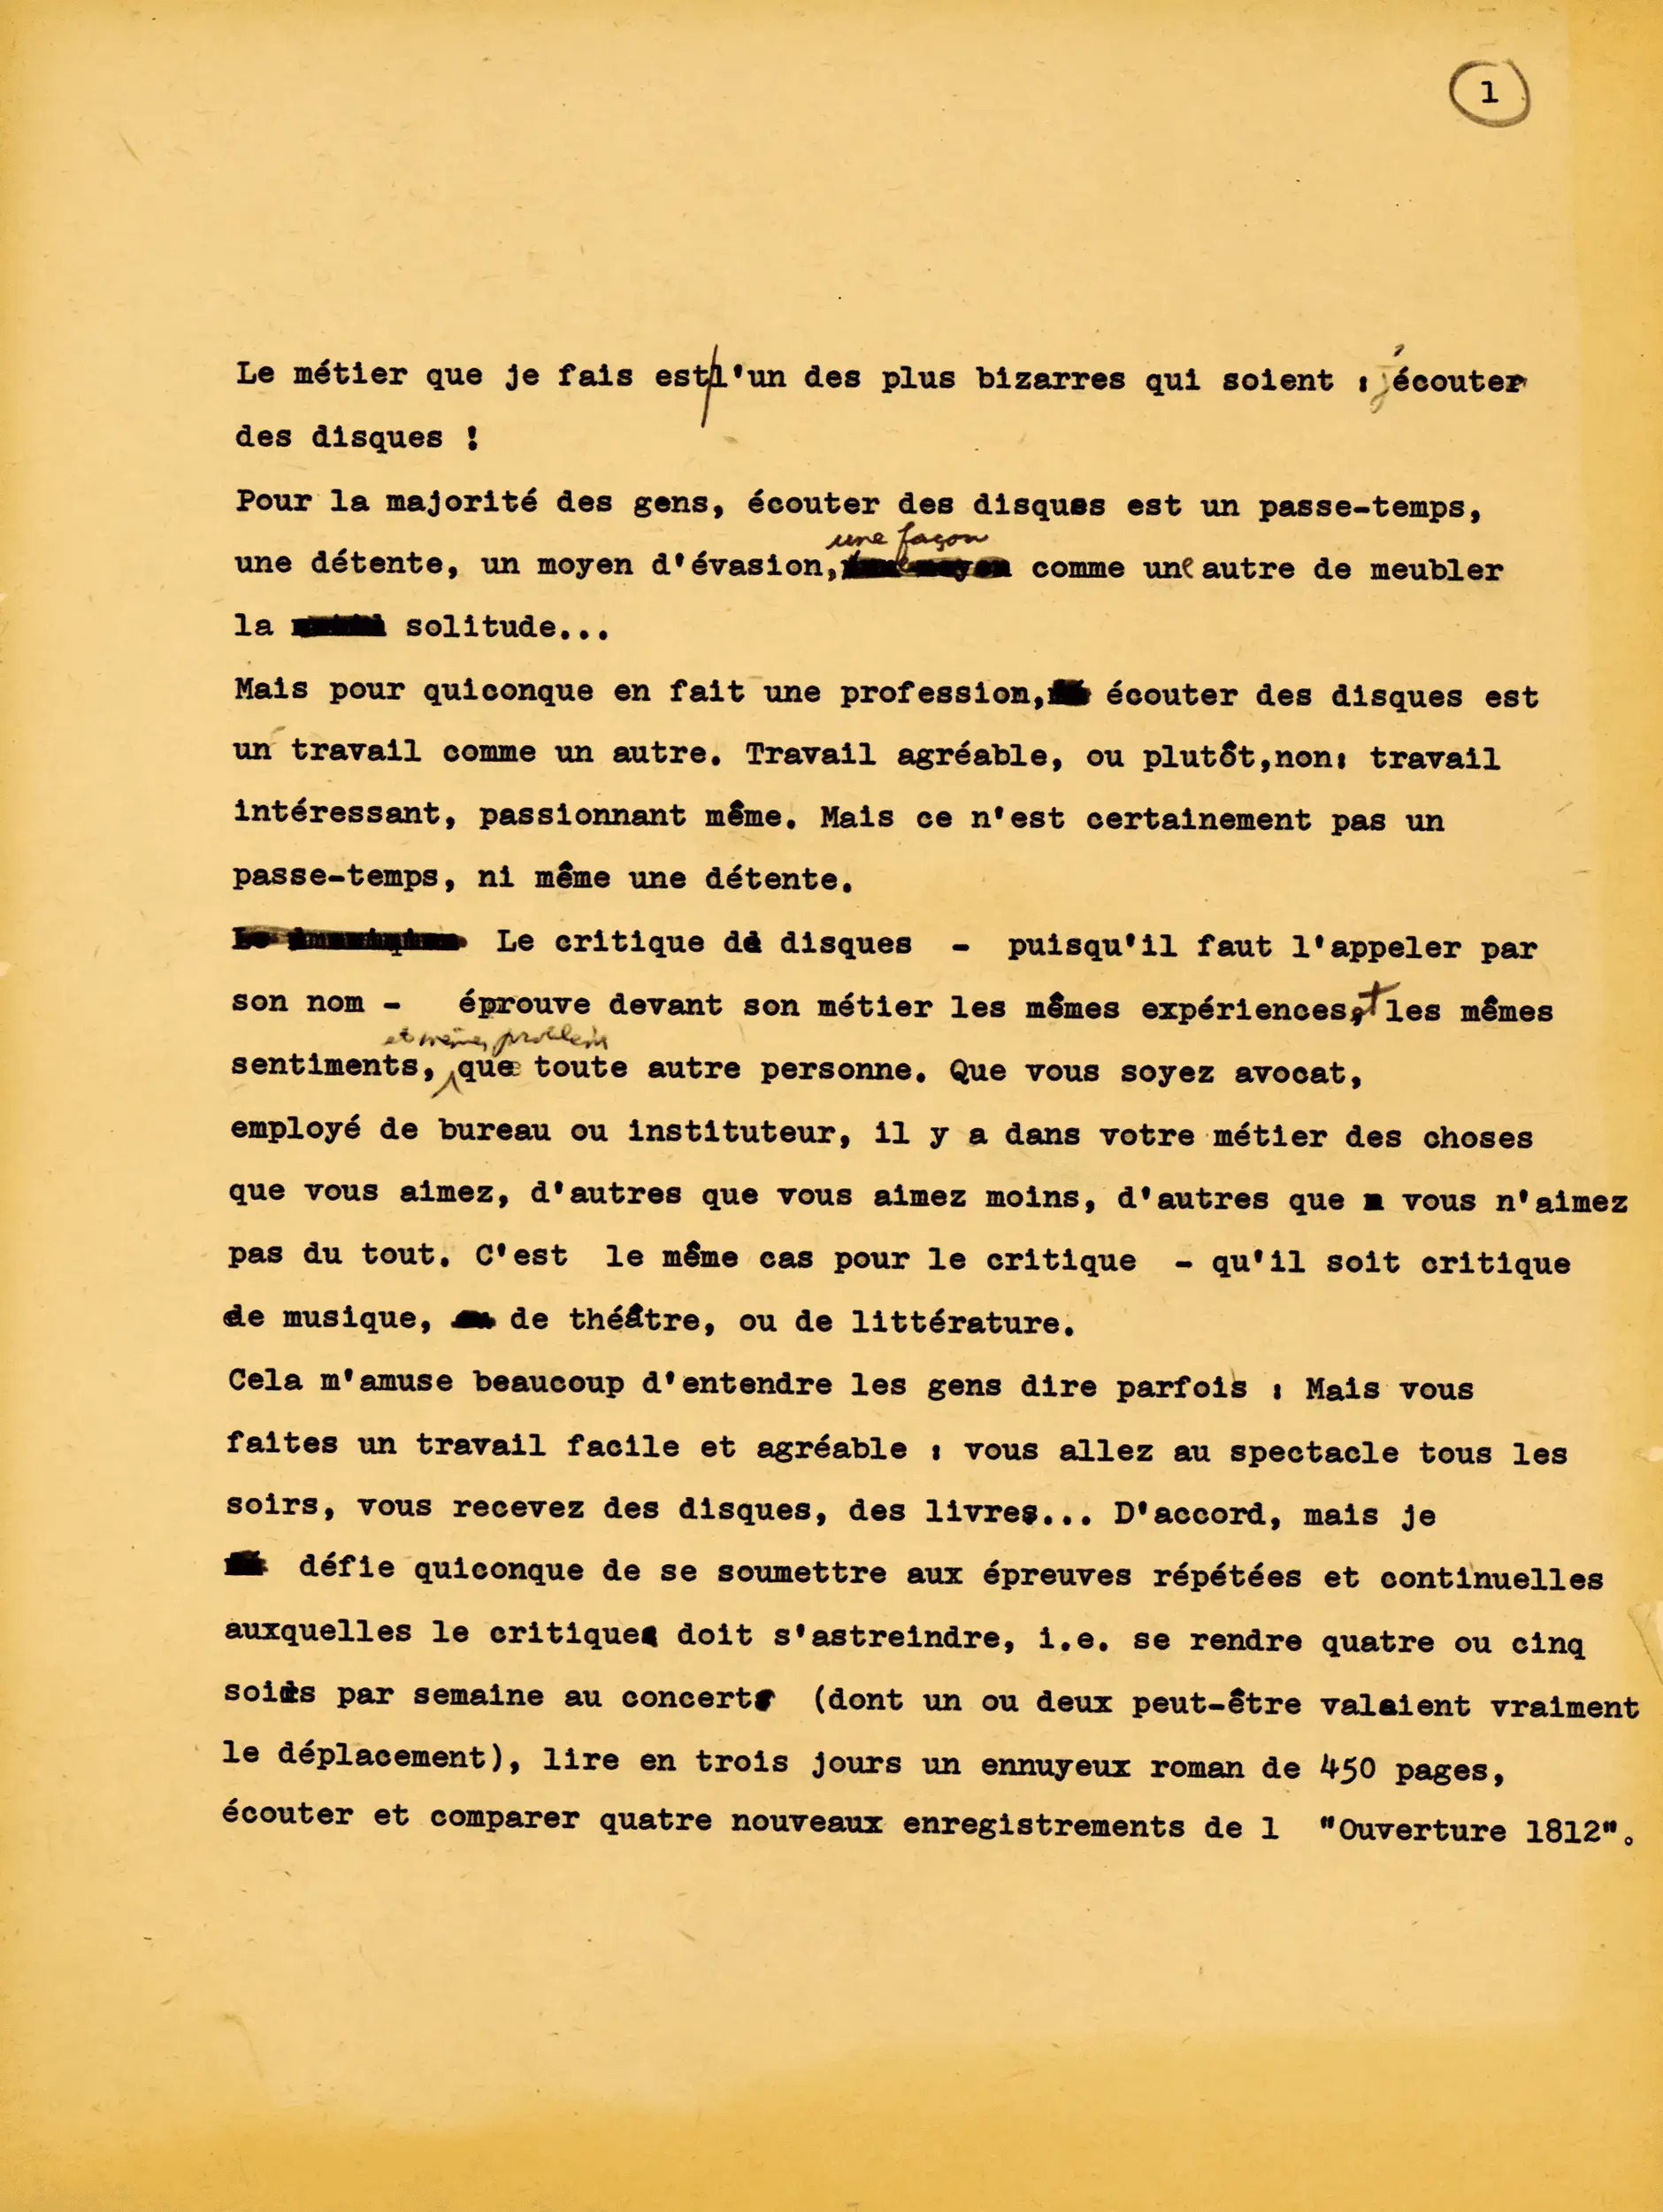 1
Le métier que je fais est l'un des plus bizarres qui soient : j'écouter
des disques !
Pour la majorité des gens, écouter des disques est un passe-temps,
une façon
une détente, un moyen d'évasion, comme une autre de meubler
la solitude...
Mais pour quiconque en fait une profession, écouter des disques est
un travail comme un autre. Travail agréable, ou plutôt,non: travail
intéressant, passionnant même. Mais ce n'est certainement pas un
passe-temps, ni même une détente.
Le critique de disques - puisqu'il faut l'appeler par
son nom - éprouve devant son métier les mêmes expériences, les mêmes
et
sentiments, que toute autre personne. Que vous soyez avocat,
employé de bureau ou instituteur, il y a dans votre métier des choses
que vous aimez, d'autres que vous aimez moins, d'autres que vous n'aimez
pas du tout. C'est le même cas pour le critique - qu'il soit critique
de musique, de théâtre, ou de littérature.
Cela m'amuse beaucoup d'entendre les gens dire parfois : Mais vous
faites un travail facile et agréable : vous allez au spectacle tous les
soirs, vous recevez des disques, des livres... D'accord, mais je
défie quiconque de se soumettre aux épreuves répétées et continuelles
auxquelles le critique doit s'astreindre, i.e. se rendre quatre ou cinq
soirs par semaine au concert (dont un ou deux peut-être valaient vraiment
le déplacement), lire en trois jours un ennuyeux roman de 450 pages,
écouter et comparer quatre nouveaux enregistrements de l "Ouverture 1812".